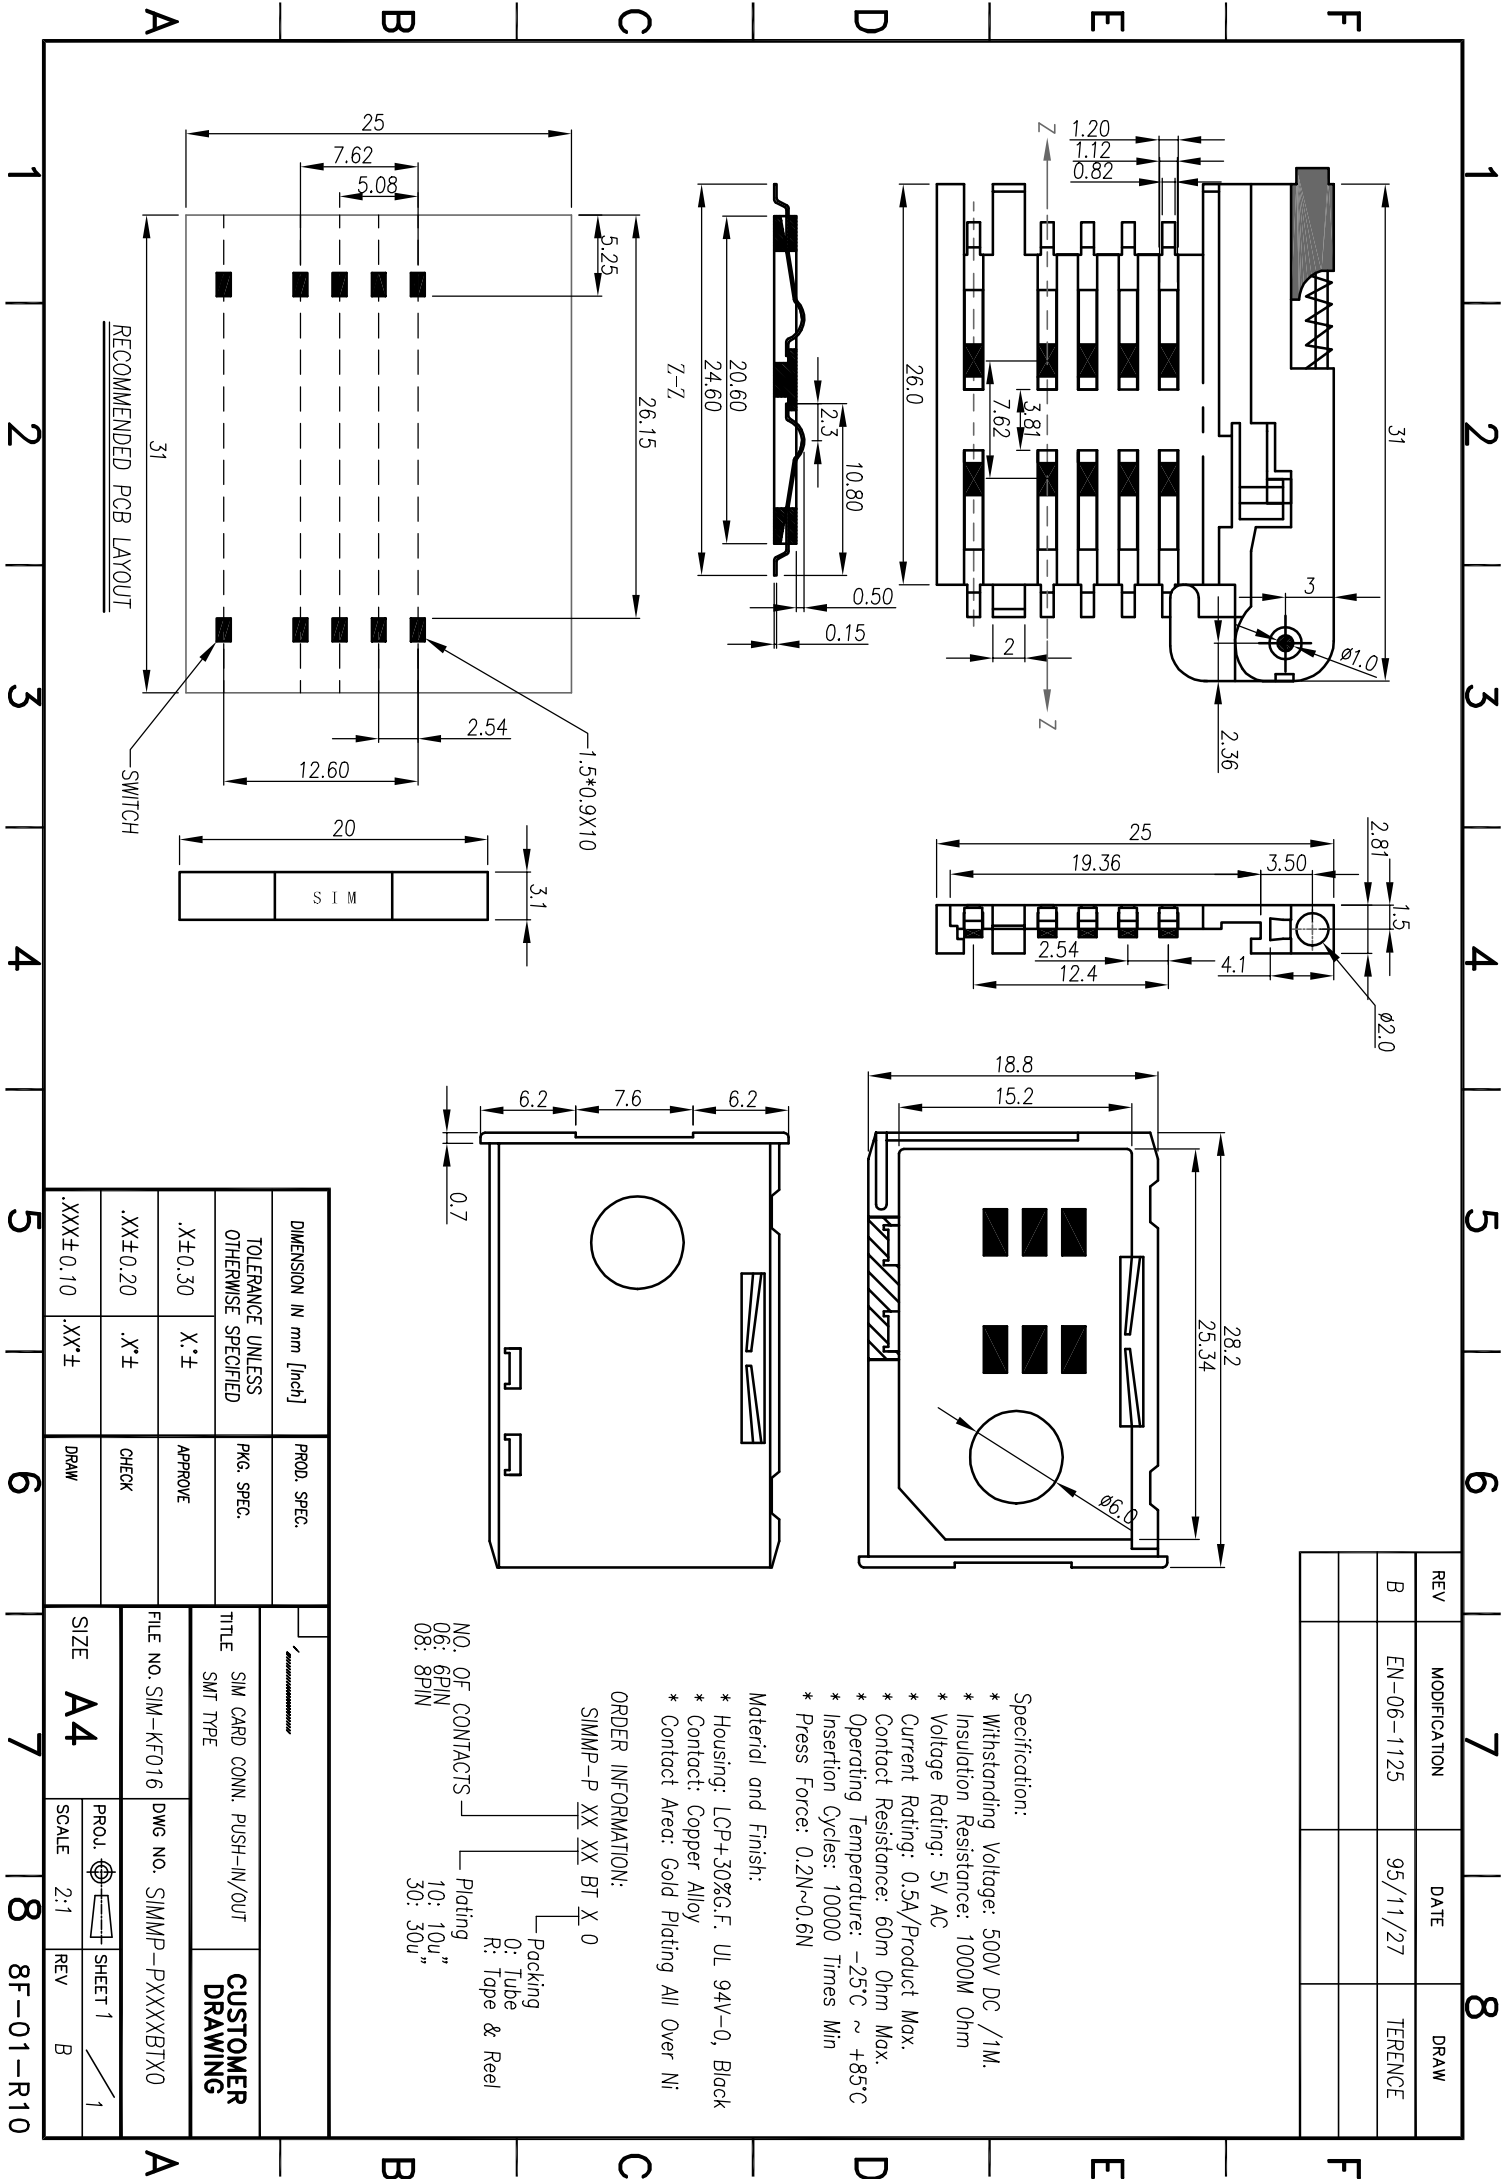 1 2 3 4 5 6 7 8
F
E
D
C
B
A
REV MODIFICATION DATE DRAW
B EN-06-1125 95/11/27 TERENCE
31
3
ø1.0
2.36
1.20
1.12
0.82
Z Z
3.81
7.62
2
26.0
2.81
1.5
ø2.0
25
19.36
3.50
4.1
2.54
12.4
2.3
10.80
0.50
0.15
20.60
24.60
Z-Z
28.2
25.34
18.8
15.2
ø6.0
6.2
7.6
6.2
0.7
26.15
5.25
25
7.62
5.08
1.5*0.9X10
2.54
12.60
31
SWITCH
RECOMMENDED PCB LAYOUT
3.1
20
SIM
Specification:
* Withstanding Voltage: 500V DC /1M.
* Insulation Resistance: 1000M Ohm
* Voltage Rating: 5V AC
* Current Rating: 0.5A/Product Max.
* Contact Resistance: 60m Ohm Max.
* Operating Temperature: -25°C ~ +85°C
* Insertion Cycles: 10000 Times Min
* Press Force: 0.2N~0.6N
Material and Finish:
* Housing: LCP+30%G.F. UL 94V-0, Black
* Contact: Copper Alloy
* Contact Area: Gold Plating All Over Ni
ORDER INFORMATION:
SIMMP-P XX XX BT X 0
Packing
0: Tube
R: Tape & Reel
Plating
10: 10u"
30: 30u"
NO. OF CONTACTS
06: 6PIN
08: 8PIN
DIMENSION IN mm [Inch]
TOLERANCE UNLESS
OTHERWISE SPECIFIED
.X±0.30 X.°±
.XX±0.20 .X°±
.XXX±0.10 .XX°±
PROD. SPEC.
PKG. SPEC.
APPROVE
CHECK
DRAW
TITLE SIM CARD CONN. PUSH-IN/OUT
SMT TYPE
CUSTOMER
DRAWING
FILE NO. SIM-KF016
DWG NO. SIMMP-PXXXXBTX0
SIZE A4
PROJ.
SHEET 1 / 1
SCALE 2:1
REV B
1 2 3 4 5 6 7 8
8F-01-R10
F
E
D
C
B
A